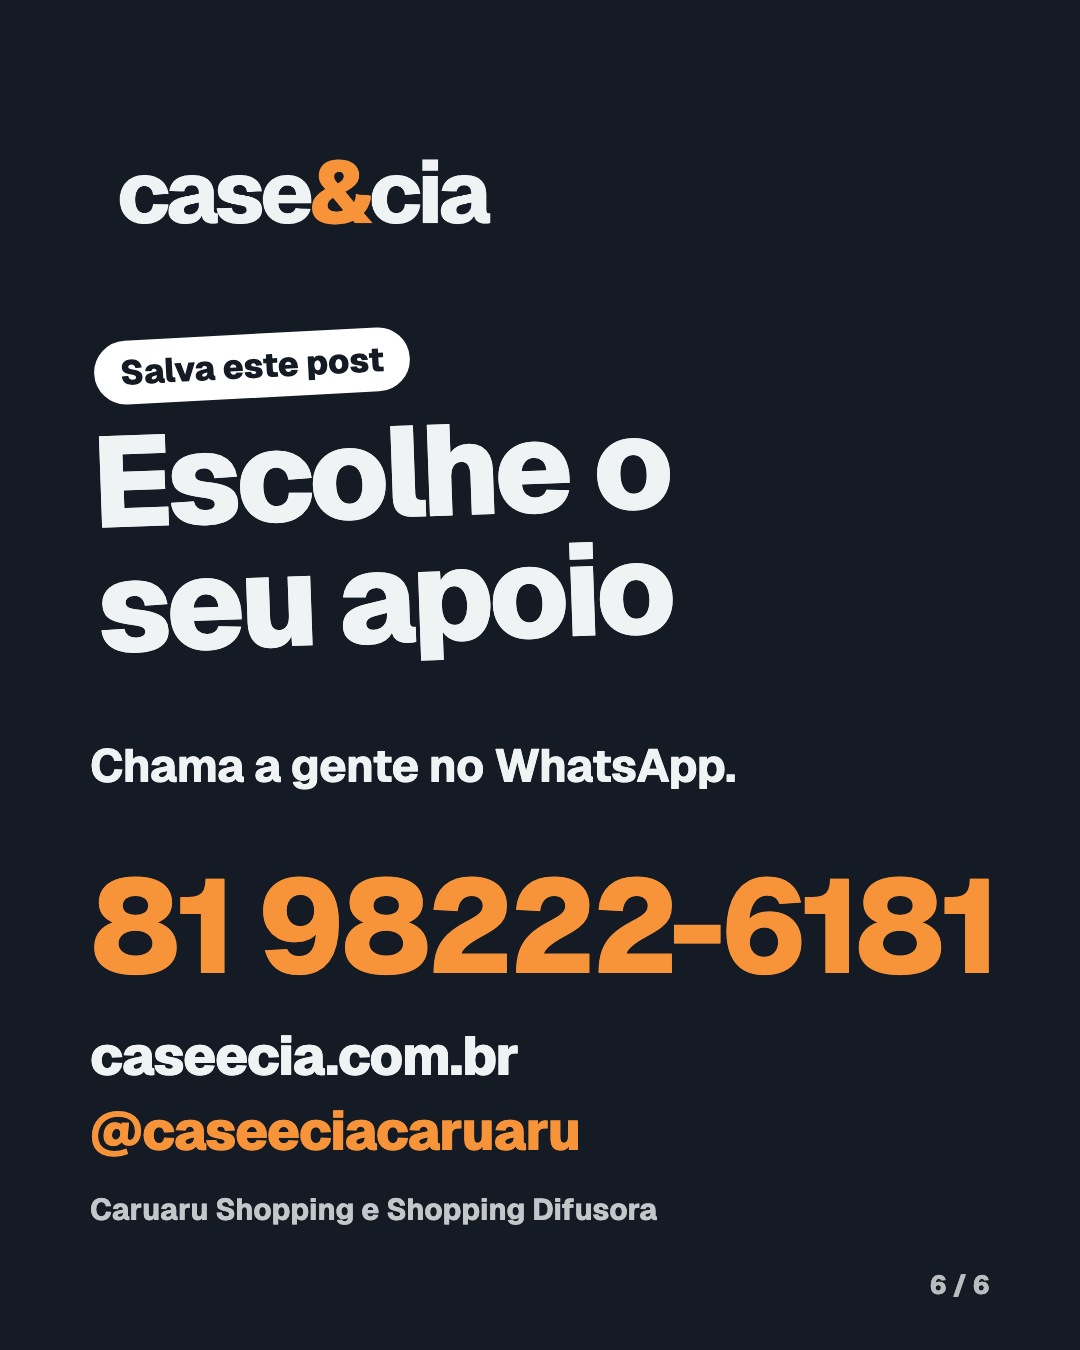 case&cia
Salva este post
Escolhe o
seu apoio
Chama a gente no WhatsApp.
81 98222-6181
caseecia.com.br
@caseeciacaruaru
Caruaru Shopping e Shopping Difusora
6 / 6